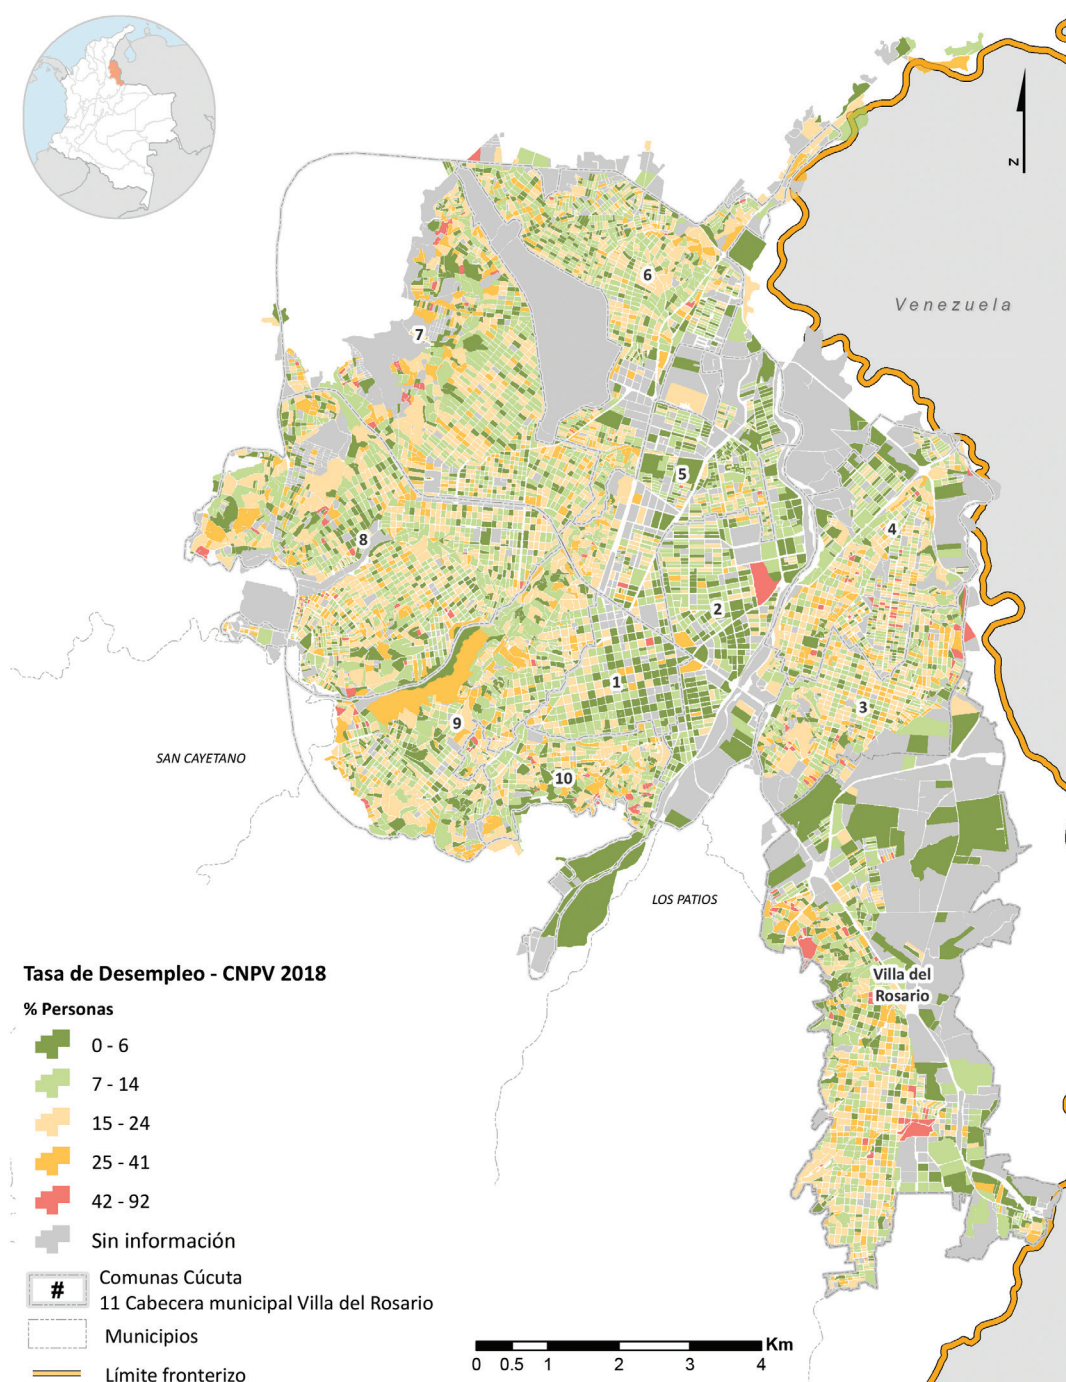 N
Venezuela
6
7
5
4
8
2
1
3
9
10
SAN CAYETANO
LOS PATIOS
Villa del
Rosario
Tasa de Desempleo - CNPV 2018
% Personas
0 - 6
7 - 14
15 - 24
25 - 41
42 - 92
Sin información
# Comunas Cúcuta
11 Cabecera municipal Villa del Rosario
Municipios
Límite fronterizo
Km
0 0.5 1 2 3 4